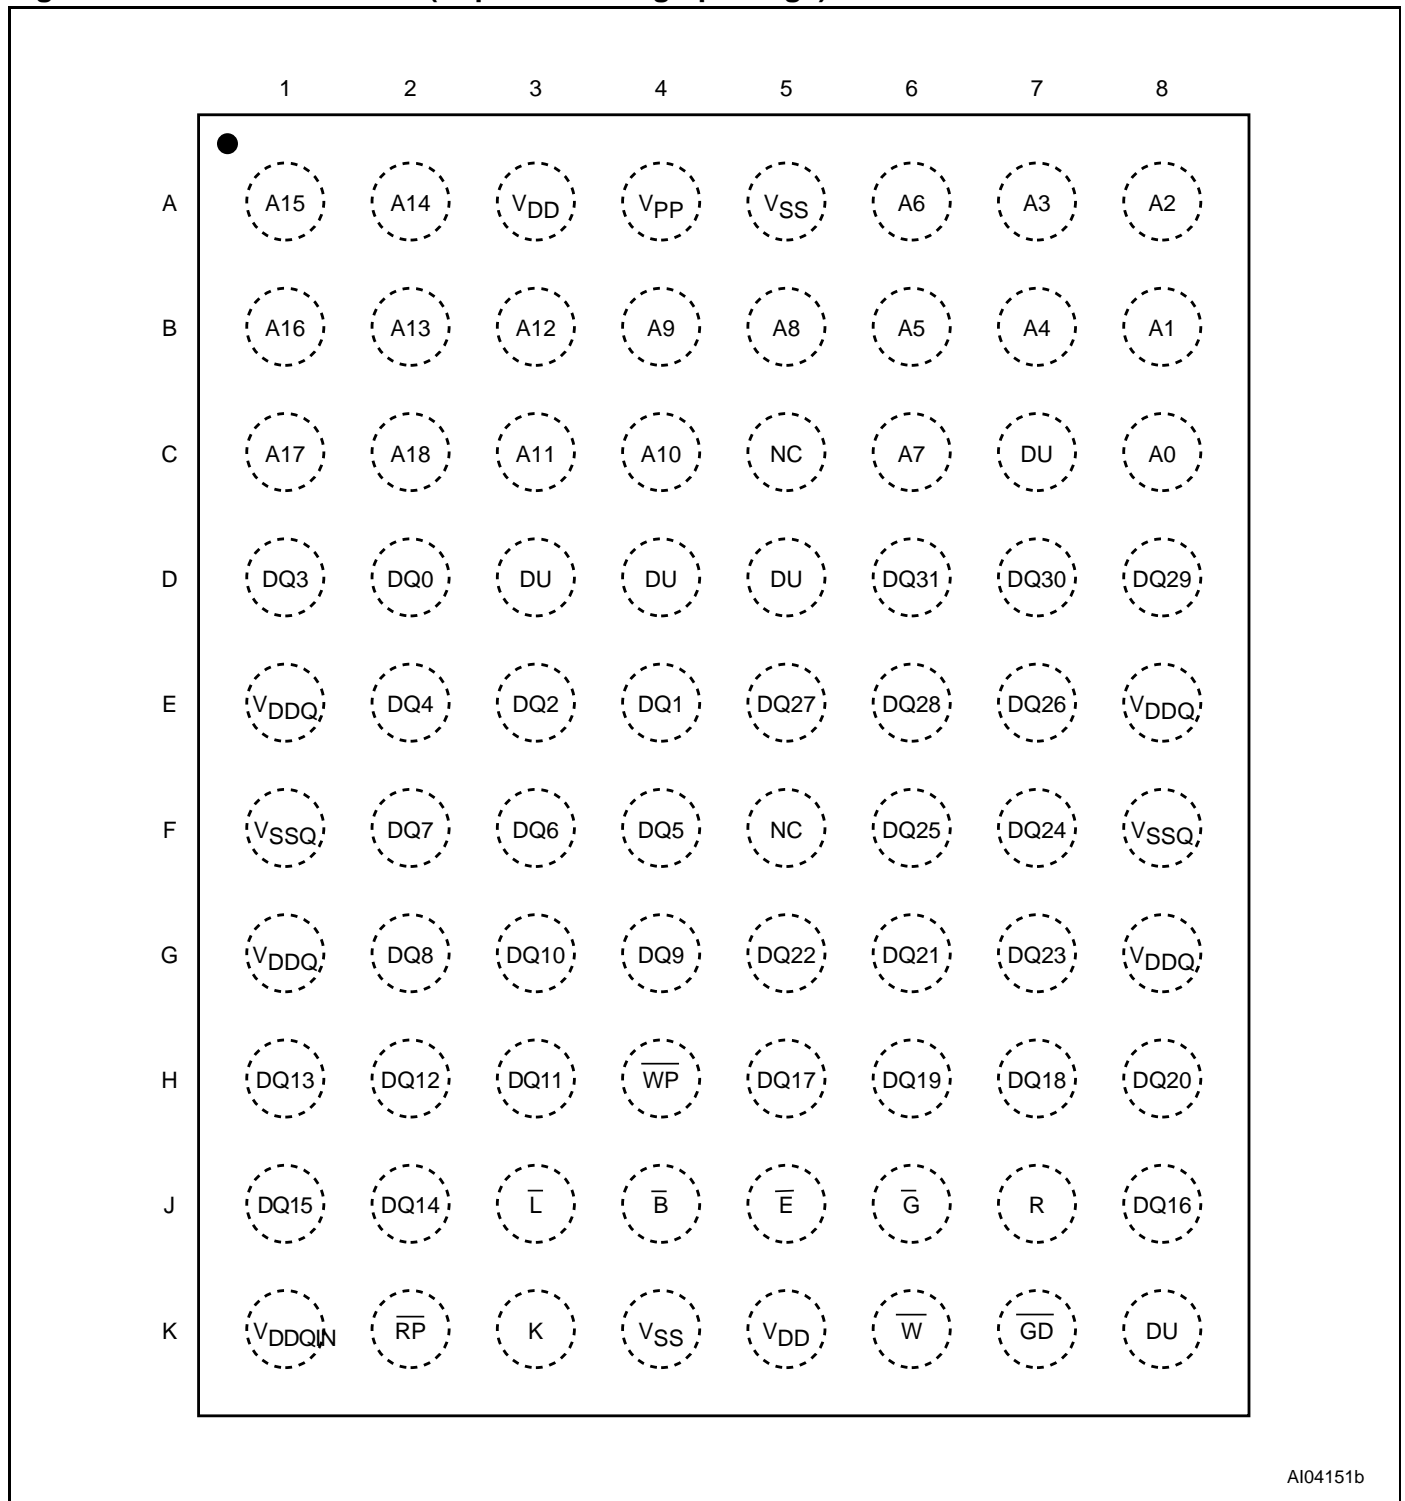 1 2 3 4 5 6 7 8
A A15 A14 VDD VPP VSS A6 A3 A2
B A16 A13 A12 A9 A8 A5 A4 A1
C A17 A18 A11 A10 NC A7 DU A0
D DQ3 DQ0 DU DU DU DQ31 DQ30 DQ29
E VDDQ DQ4 DQ2 DQ1 DQ27 DQ28 DQ26 VDDQ
F VSSQ DQ7 DQ6 DQ5 NC DQ25 DQ24 VSSQ
G VDDQ DQ8 DQ10 DQ9 DQ22 DQ21 DQ23 VDDQ
H DQ13 DQ12 DQ11 W̅P̅ DQ17 DQ19 DQ18 DQ20
J DQ15 DQ14 L̅ B̅ E̅ G̅ R DQ16
K VDDQIN R̅P̅ K VSS VDD W̅ G̅D̅ DU
AI04151b